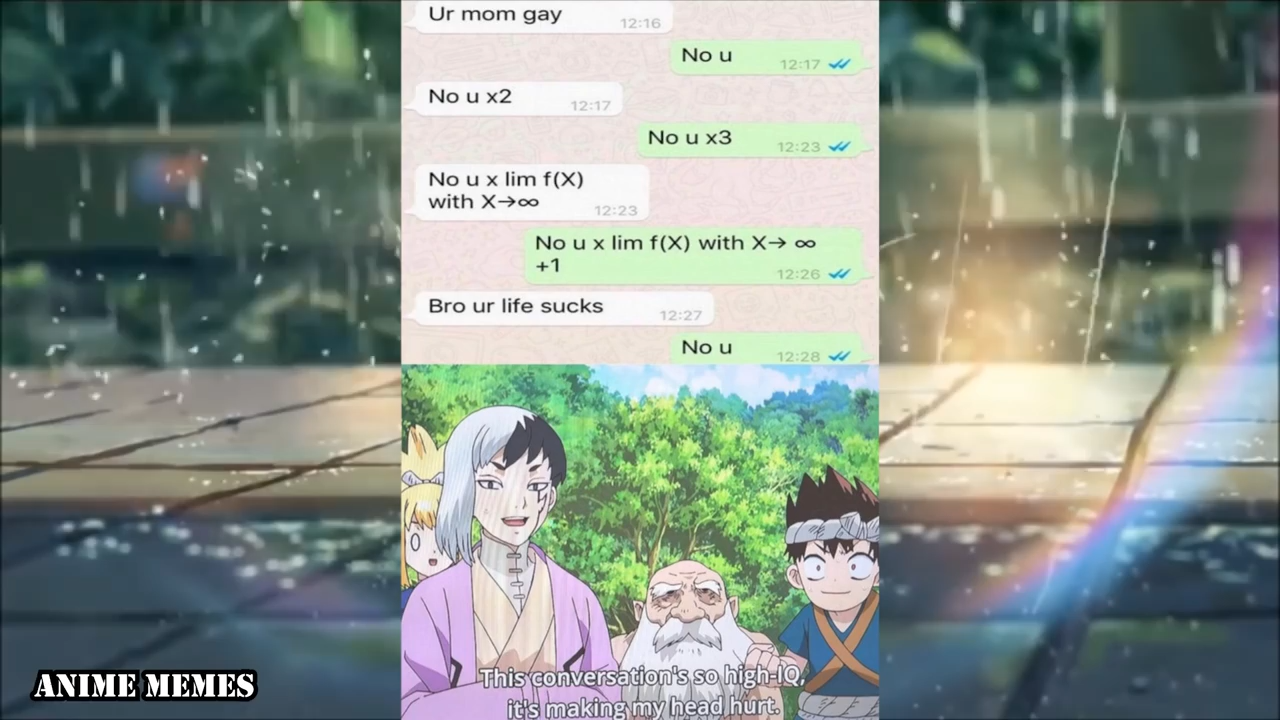 Ur mom gay
12:16
No u
12:17
No u x2
12:17
No u x3
12:23
No u x lim f(X)
with X→∞
12:23
No u x lim f(X) with X→ ∞
+1
12:26
Bro ur life sucks
12:27
No u
12:28
This conversation's so high-IQ,
it's making my head hurt.
ANIME MEMES